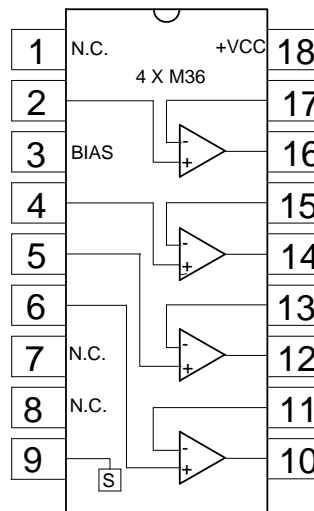 1 N.C. +VCC 18
4 X M36
2 17
- +
3 BIAS 16
4 15
- +
5 14
6 13
- +
7 N.C. 12
8 N.C. 11
- +
9 S 10